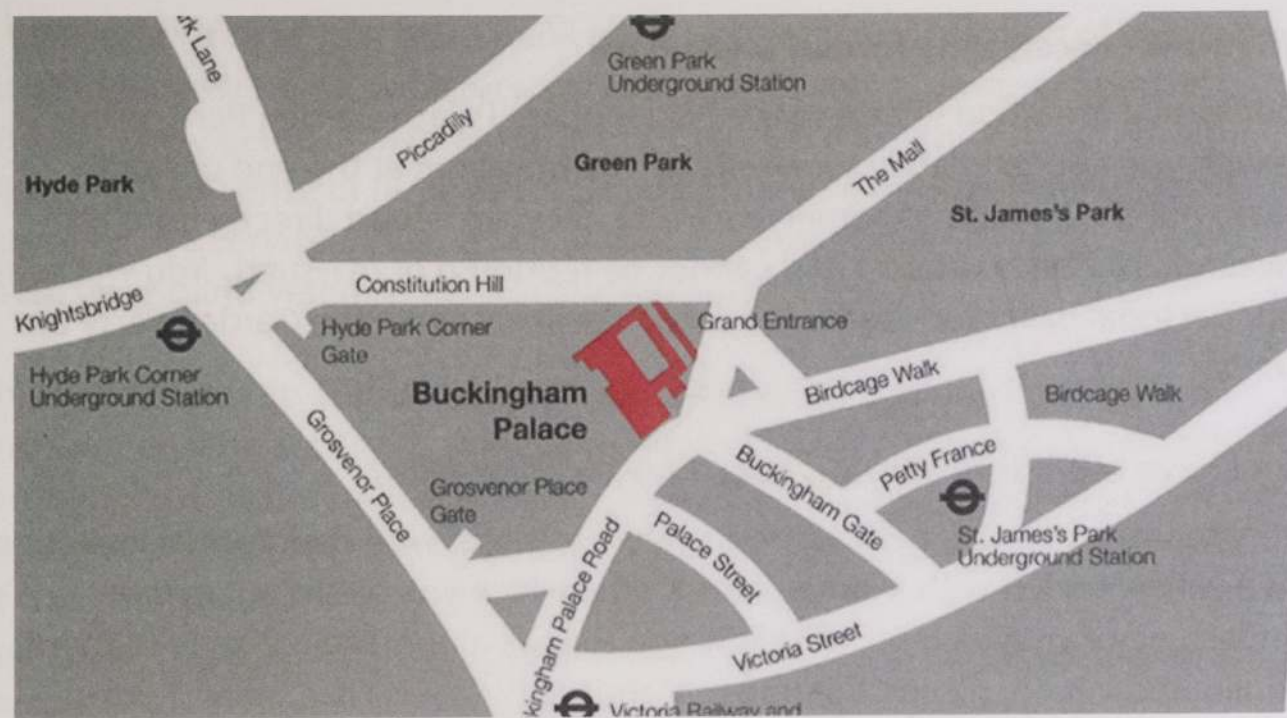 rk Lane
Green Park
Underground Station
Piccadilly
Green Park
The Mall
Hyde Park
St. James's Park
Constitution Hill
Knightsbridge
Hyde Park Corner
Gate
Grand Entrance
Hyde Park Corner
Underground Station
Buckingham
Palace
Birdcage Walk
Birdcage Walk
Grosvenor Place
Petty France
Buckingham Gate
Grosvenor Place
Gate
Palace Street
St. James's Park
Underground Station
kingham Palace Road
Victoria Street
Victoria Railway and